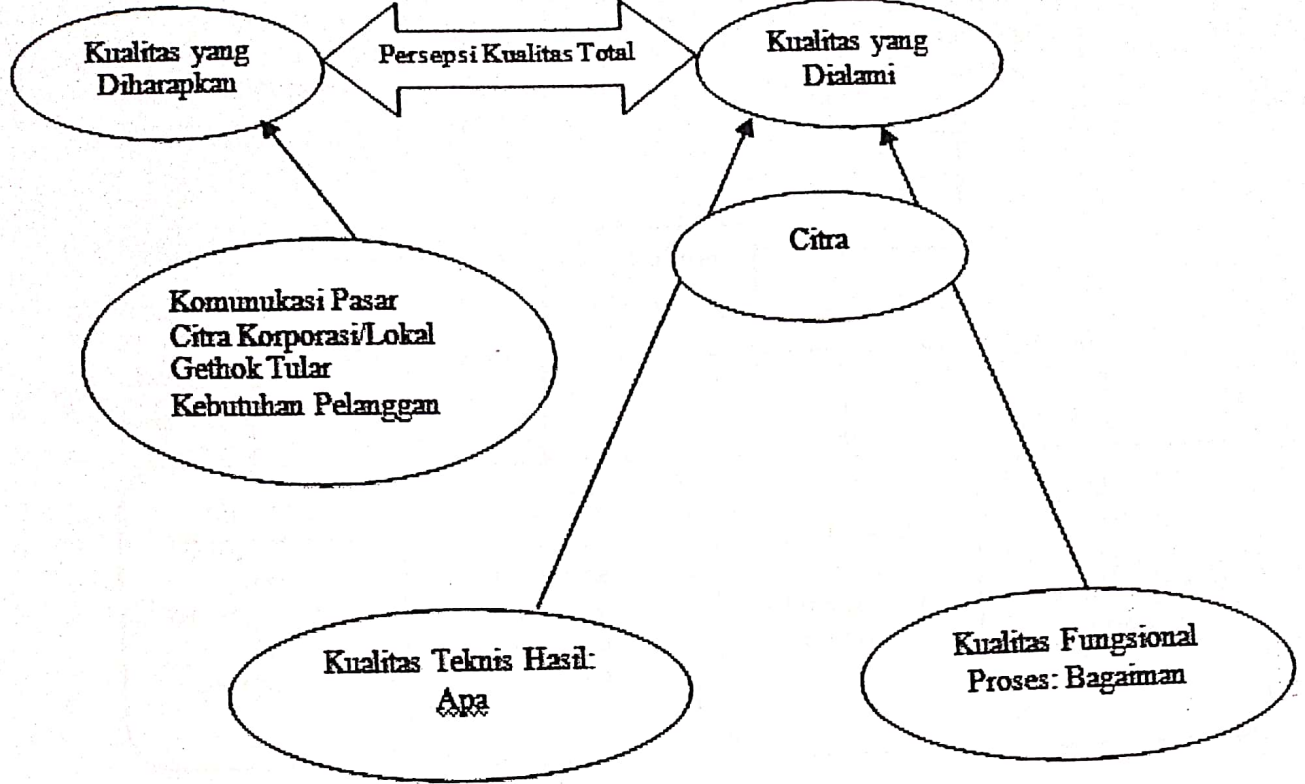 Kualitas yang
Diharapkan
Persepsi Kualitas Total
Kualitas yang
Dialami
Citra
Komunukasi Pasar
Citra Korporasi/Lokal
Gethok Tular
Kebutuhan Pelanggan
Kualitas Teknis Hasil:
Apa
Kualitas Fungsional
Proses: Bagaiman